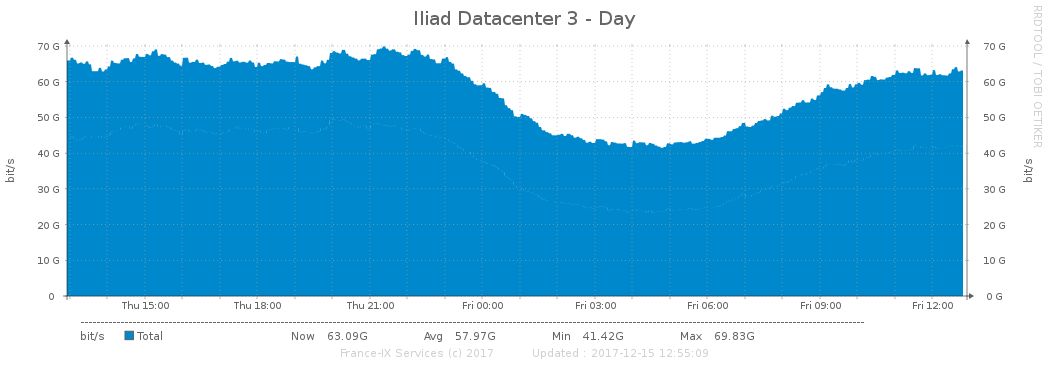 Iliad Datacenter 3 - Day
RRDTOOL / TOBI OETIKER
70 G 70 G
60 G 60 G
50 G 50 G
40 G 40 G
30 G 30 G
20 G 20 G
10 G 10 G
0 0 G
bit/s bit/s
Thu 15:00 Thu 18:00 Thu 21:00 Fri 00:00 Fri 03:00 Fri 06:00 Fri 09:00 Fri 12:00
bit/s Total Now 63.09G Avg 57.97G Min 41.42G Max 69.83G
France-IX Services (c) 2017 Updated : 2017-12-15 12:55:09